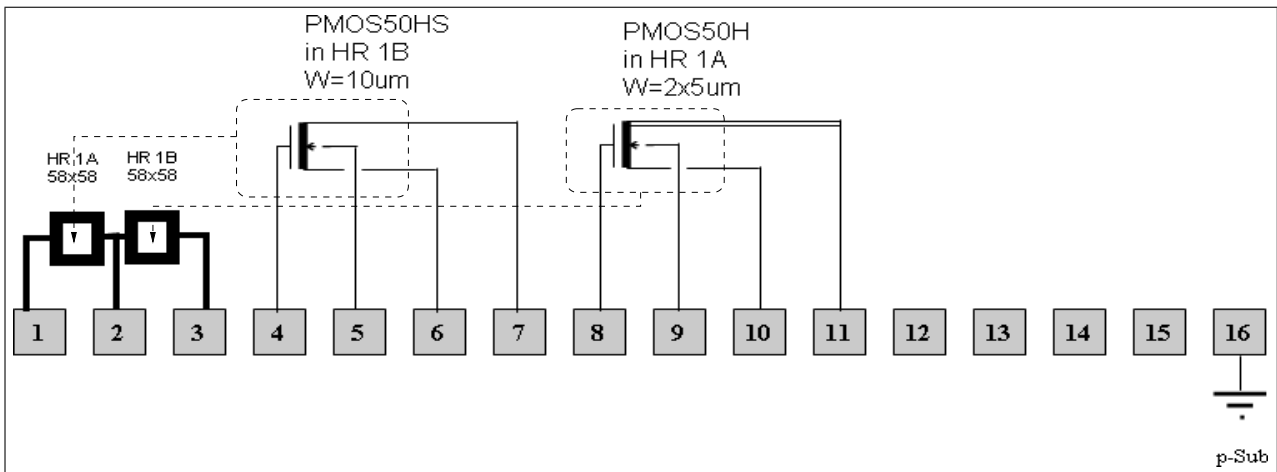 PMOS50HS
in HR 1B
W=10um
PMOS50H
in HR 1A
W=2x5um
HR 1A
58x58
HR 1B
58x58
1
2
3
4
5
6
7
8
9
10
11
12
13
14
15
16
p-Sub